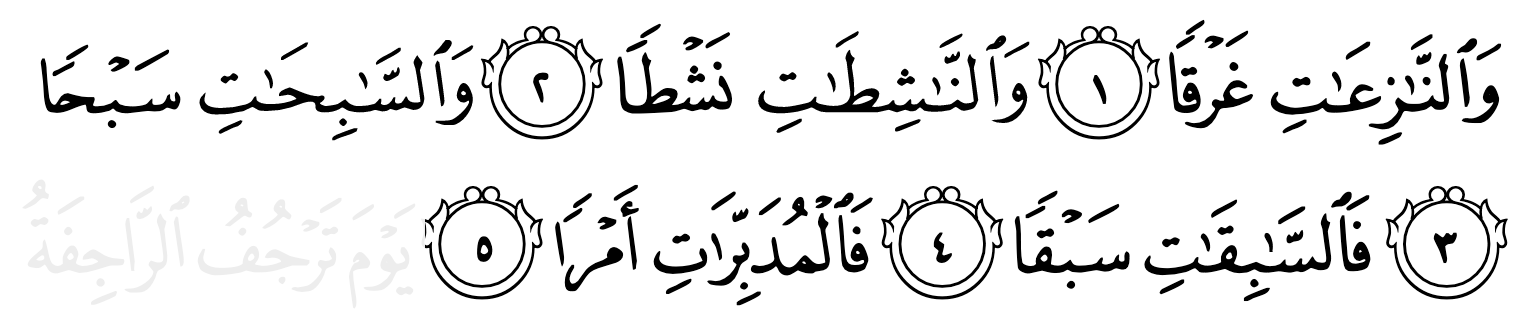 وَٱلنَّٰزِعَٰتِ غَرْقًا ١ وَٱلنَّٰشِطَٰتِ نَشْطًا ٢ وَٱلسَّٰبِحَٰتِ سَبْحًا
٣ فَٱلسَّٰبِقَٰتِ سَبْقًا ٤ فَٱلْمُدَبِّرَٰتِ أَمْرًا ٥ يَوْمَ تَرْجُفُ ٱلرَّاجِفَةُ